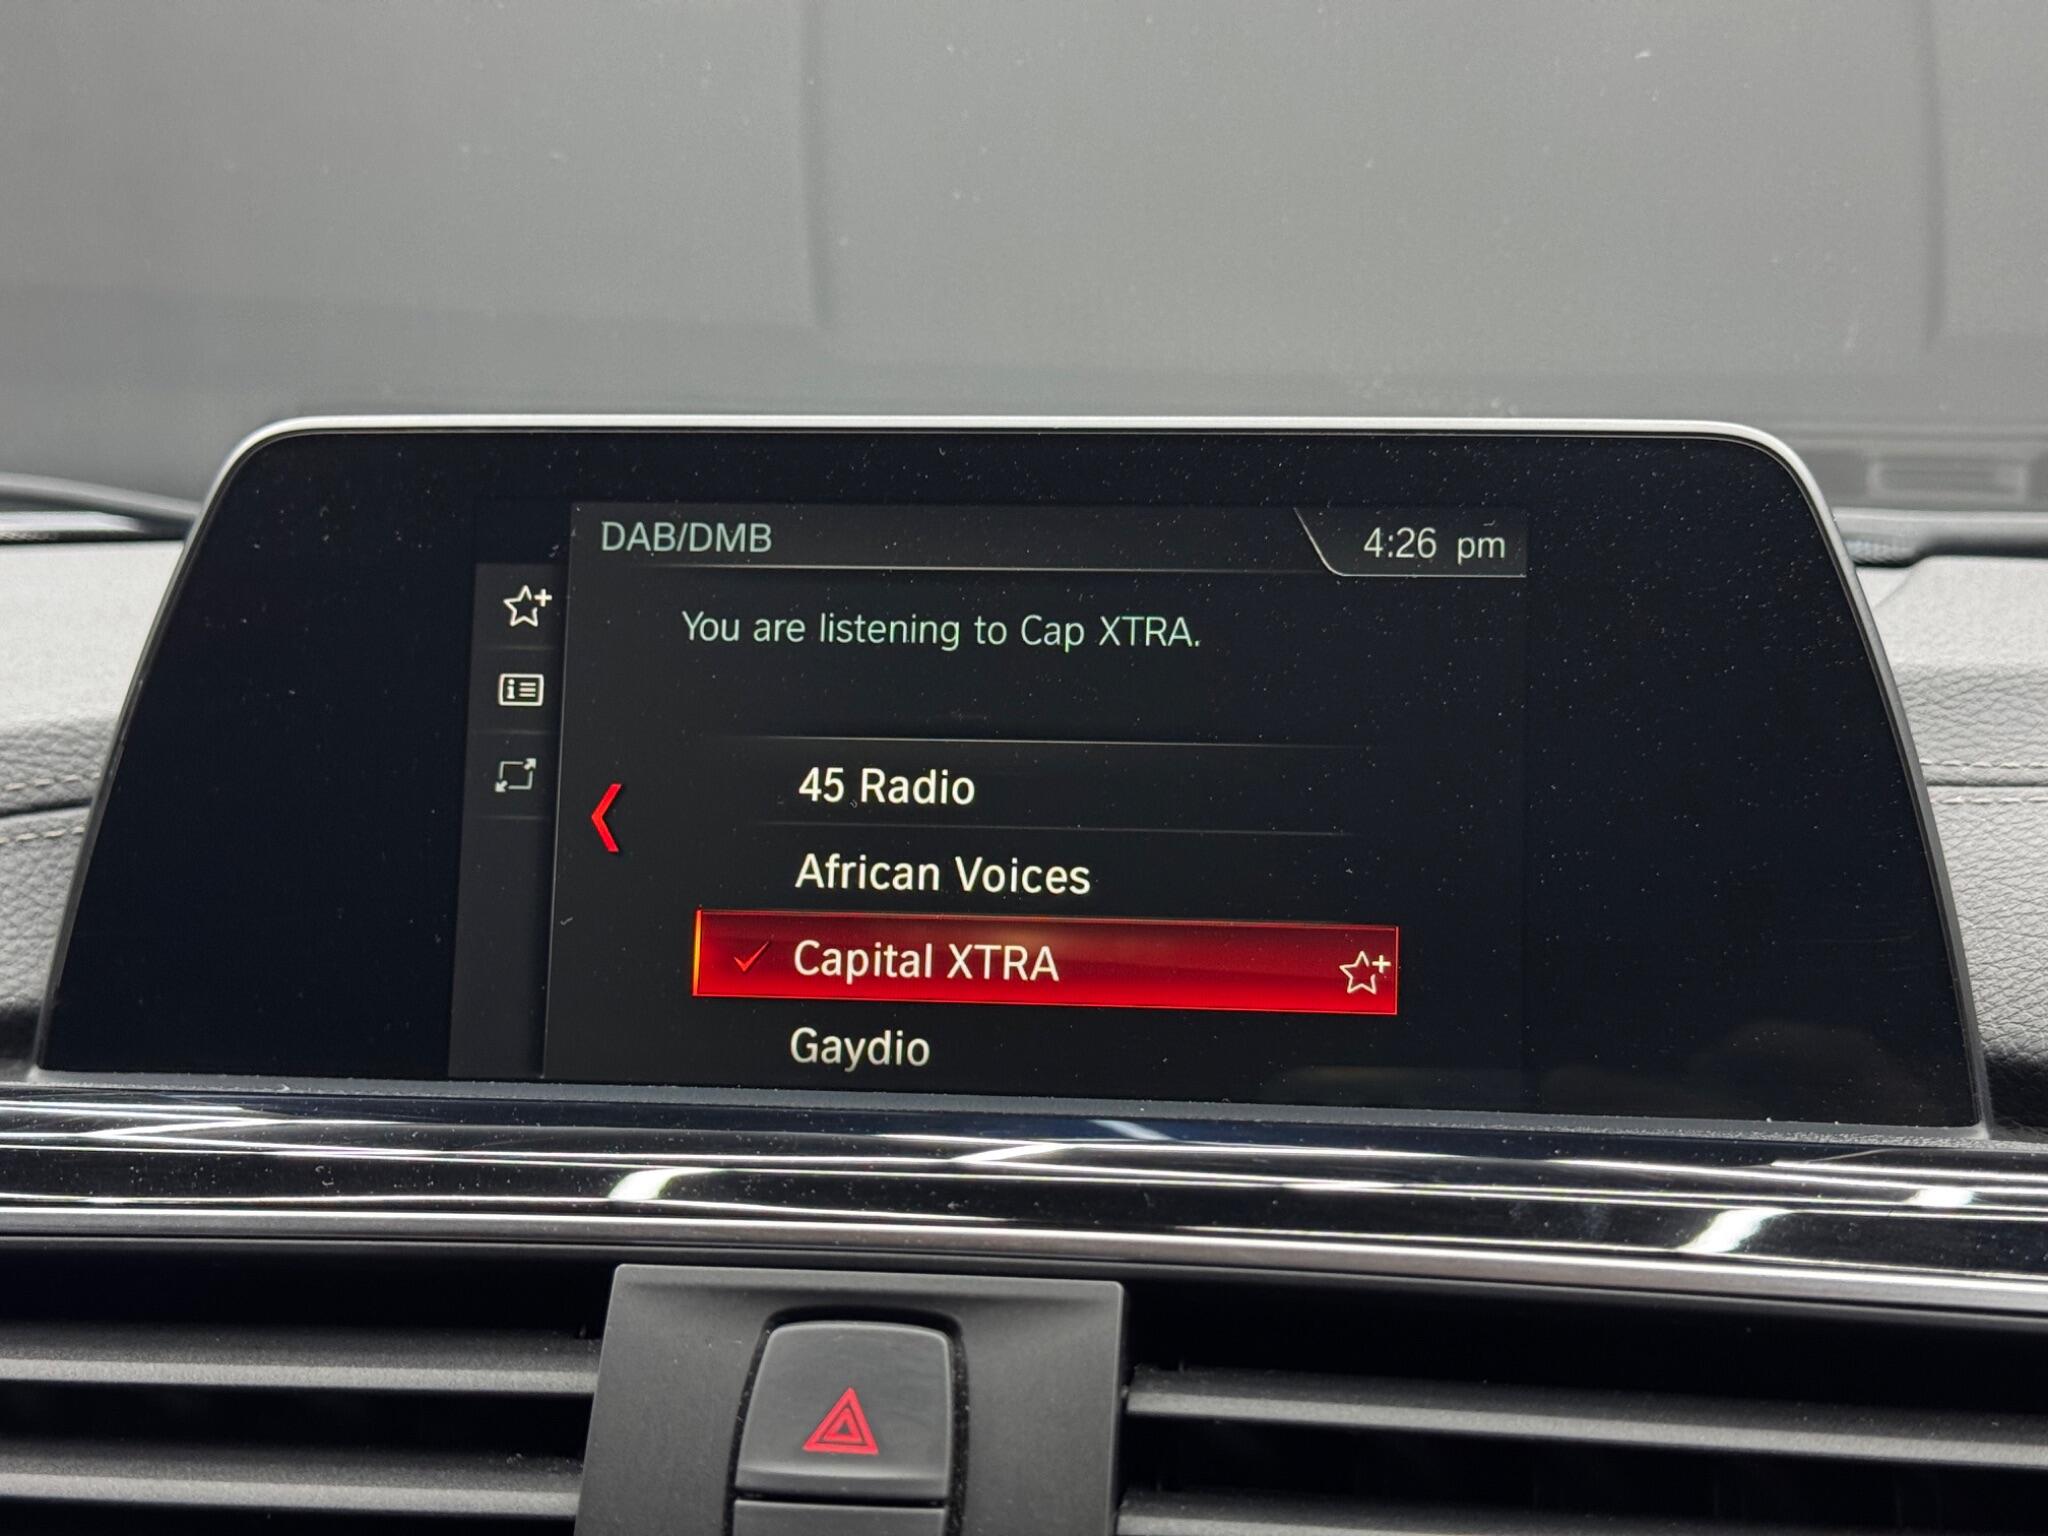 DAB/DMB
4:26 pm
You are listening to Cap XTRA.
45 Radio
African Voices
Capital XTRA
Gaydio